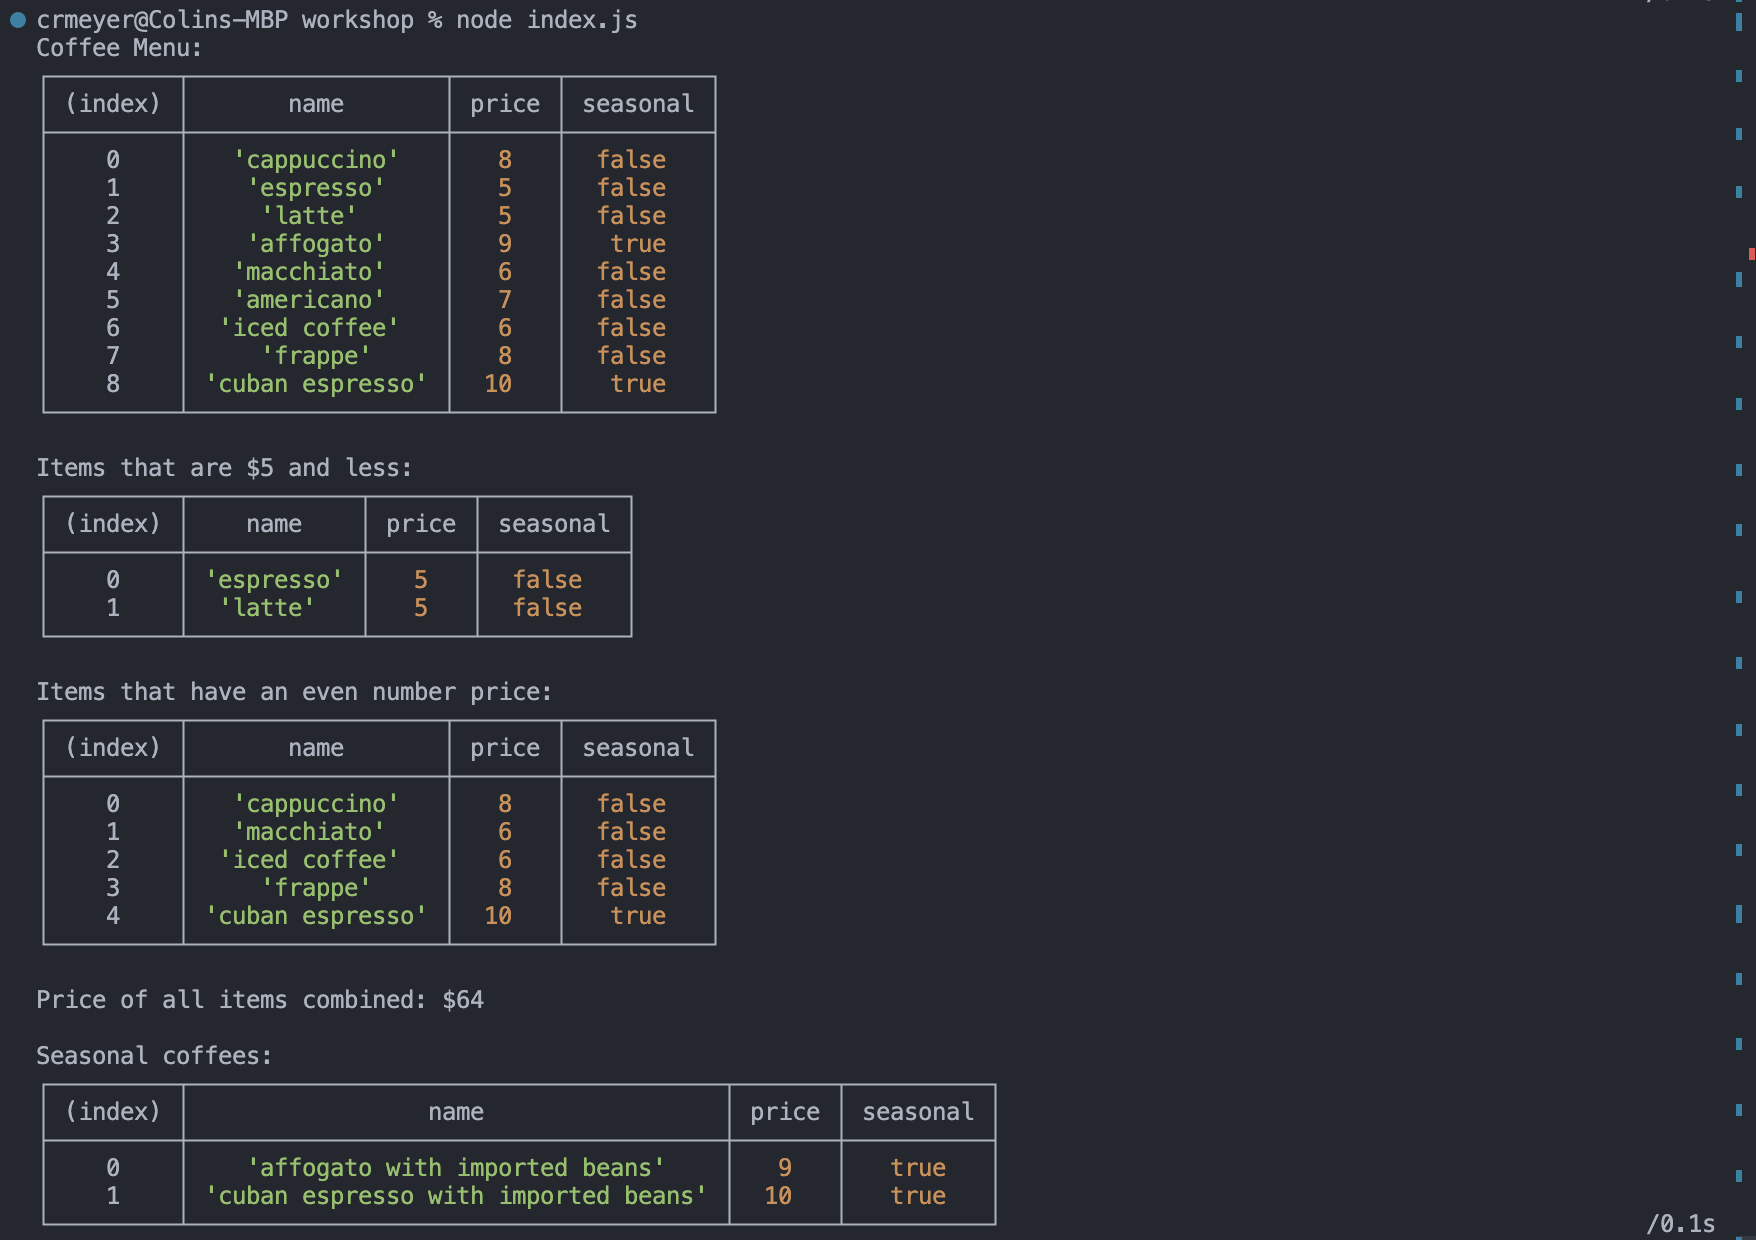 crmeyer@Colins-MBP workshop % node index.js
Coffee Menu:
(index) name price seasonal
0 'cappuccino' 8 false
1 'espresso' 5 false
2 'latte' 5 false
3 'affogato' 9 true
4 'macchiato' 6 false
5 'americano' 7 false
6 'iced coffee' 6 false
7 'frappe' 8 false
8 'cuban espresso' 10 true
Items that are $5 and less:
(index) name price seasonal
0 'espresso' 5 false
1 'latte' 5 false
Items that have an even number price:
(index) name price seasonal
0 'cappuccino' 8 false
1 'macchiato' 6 false
2 'iced coffee' 6 false
3 'frappe' 8 false
4 'cuban espresso' 10 true
Price of all items combined: $64
Seasonal coffees:
(index) name price seasonal
0 'affogato with imported beans' 9 true
1 'cuban espresso with imported beans' 10 true
/0.1s